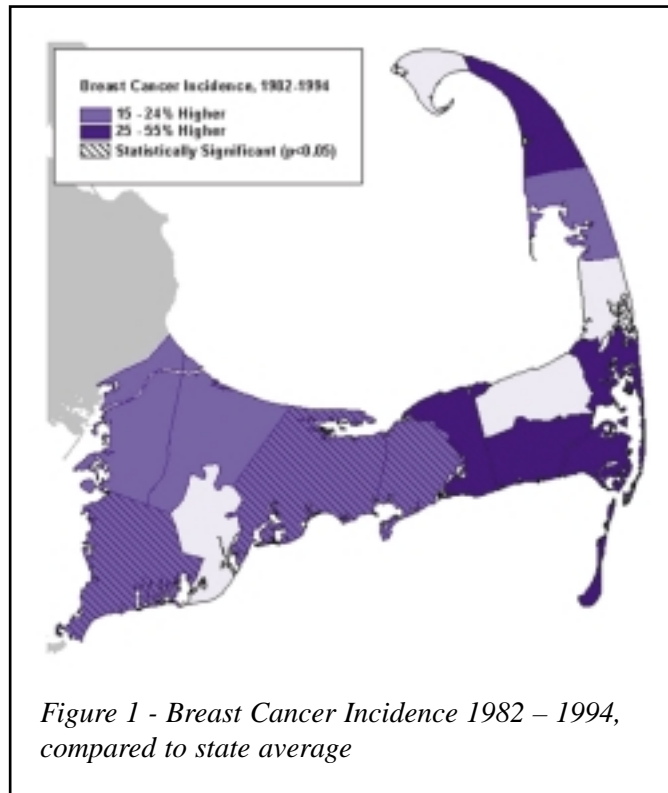 Breast Cancer Incidence, 1982-1994
15 - 24% Higher
25 - 55% Higher
Statistically Significant (p<0.05)
Figure 1 - Breast Cancer Incidence 1982 – 1994,
compared to state average